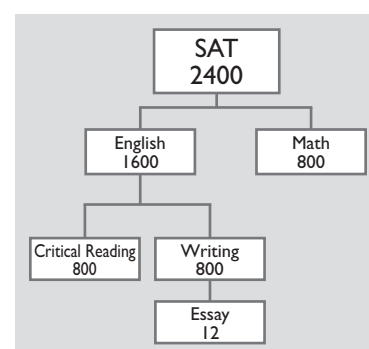 SAT
2400
English
1600
Math
800
Critical Reading
800
Writing
800
Essay
12